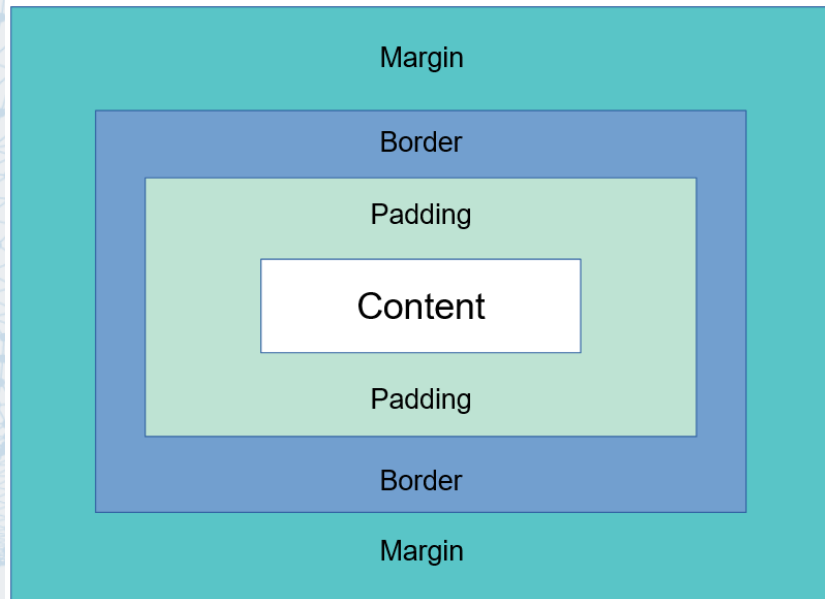 Margin
Border
Padding
Content
Padding
Border
Margin